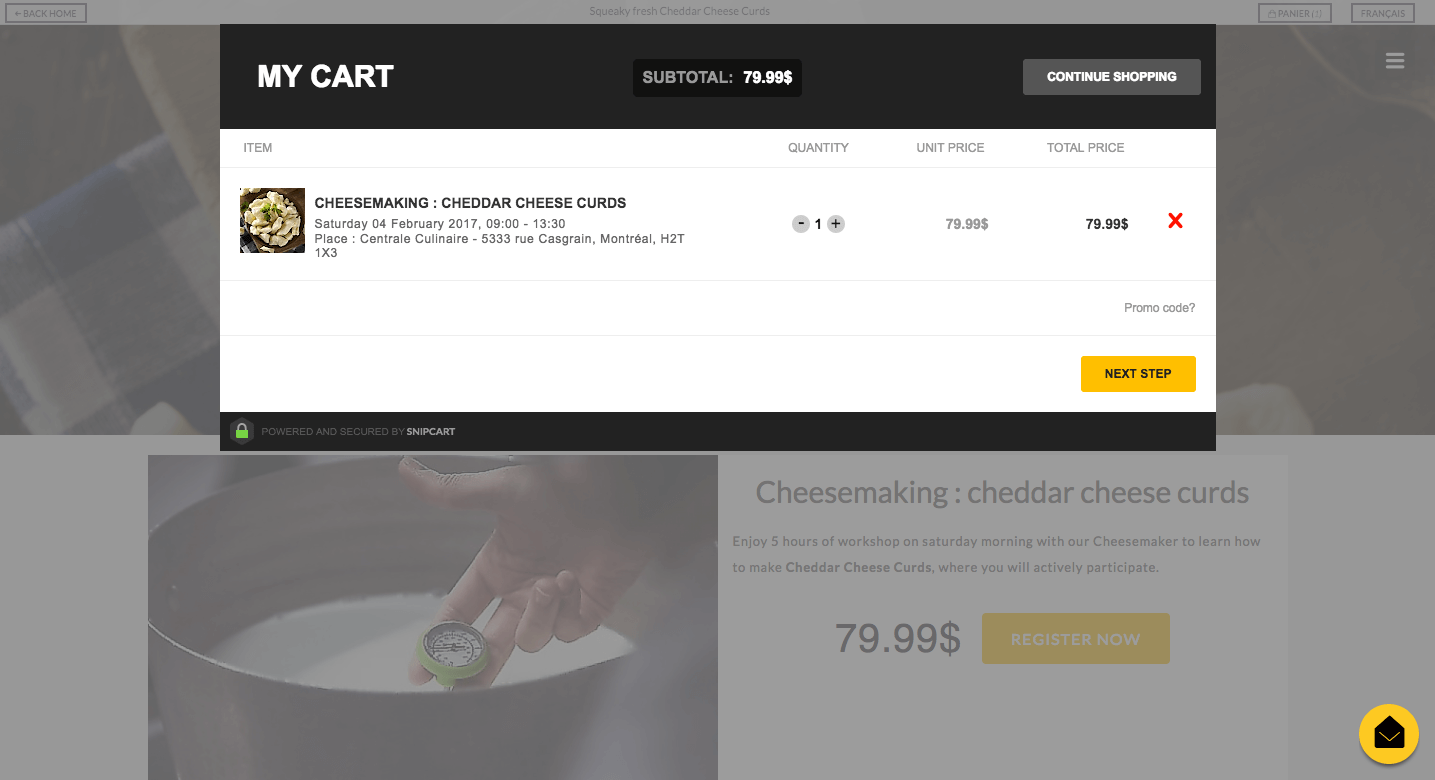 BACK HOME
Squeaky fresh Cheddar Cheese Curds
FRANÇAIS
MY CART
SUBTOTAL: 79.99$
CONTINUE SHOPPING
ITEM
QUANTITY
UNIT PRICE
TOTAL PRICE
CHEESEMAKING : CHEDDAR CHEESE CURDS
Saturday 04 February 2017, 09:00 - 13:30
Place : Centrale Culinaire - 5333 rue Casgrain, Montréal, H2T
1X3
- 1 +
79.99$
79.99$
Promo code?
NEXT STEP
POWERED AND SECURED BY SNIPCART
Cheesemaking : cheddar cheese curds
Enjoy 5 hours of workshop on saturday morning with our Cheesemaker to learn how
to make Cheddar Cheese Curds, where you will actively participate.
79.99$
REGISTER NOW